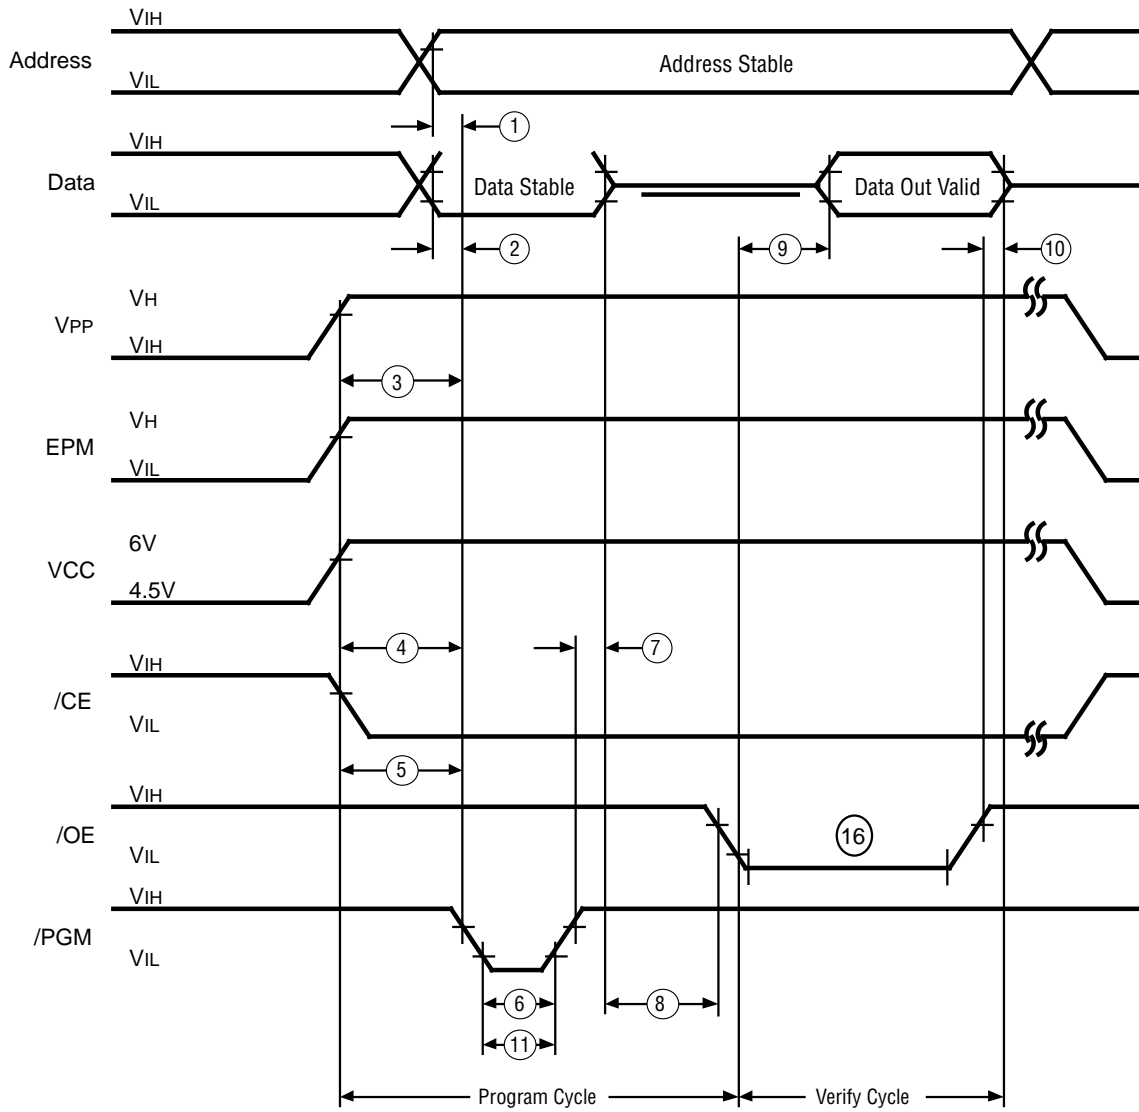 VIH
Address
VIL
Address Stable
1
VIH
Data
VIL
Data Stable
Data Out Valid
2
9
10
VH
VPP
VIH
3
VH
EPM
VIL
6V
VCC
4.5V
4
7
VIH
/CE
VIL
5
VIH
/OE
VIL
16
VIH
/PGM
VIL
6
8
11
Program Cycle
Verify Cycle